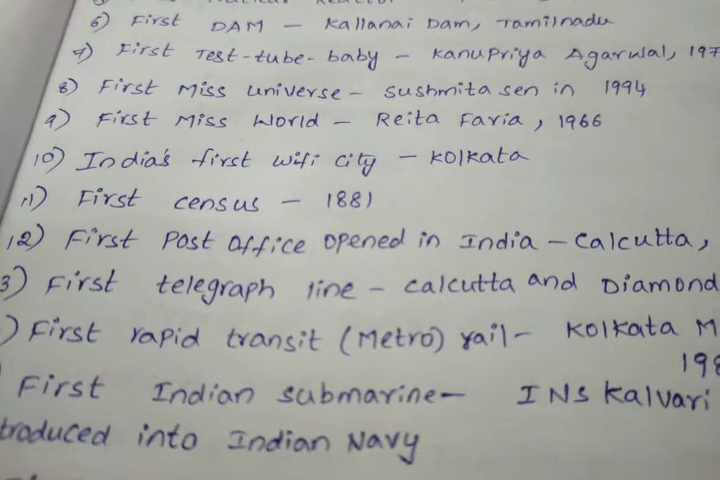 6) First DAM - Kallanai Dam, Tamilnadu
7) First Test-tube-baby - Kanupriya Agarwal, 197
8) First Miss Universe - Sushmita sen in 1994
9) First Miss World - Reita Faria, 1966
10) India's first wifi city - Kolkata
11) First census - 1881
12) First Post Office opened in India - Calcutta,
3) First telegraph line - Calcutta and Diamond
) First rapid transit (Metro) rail - Kolkata M
198
First Indian submarine - INS Kalvari
troduced into Indian Navy